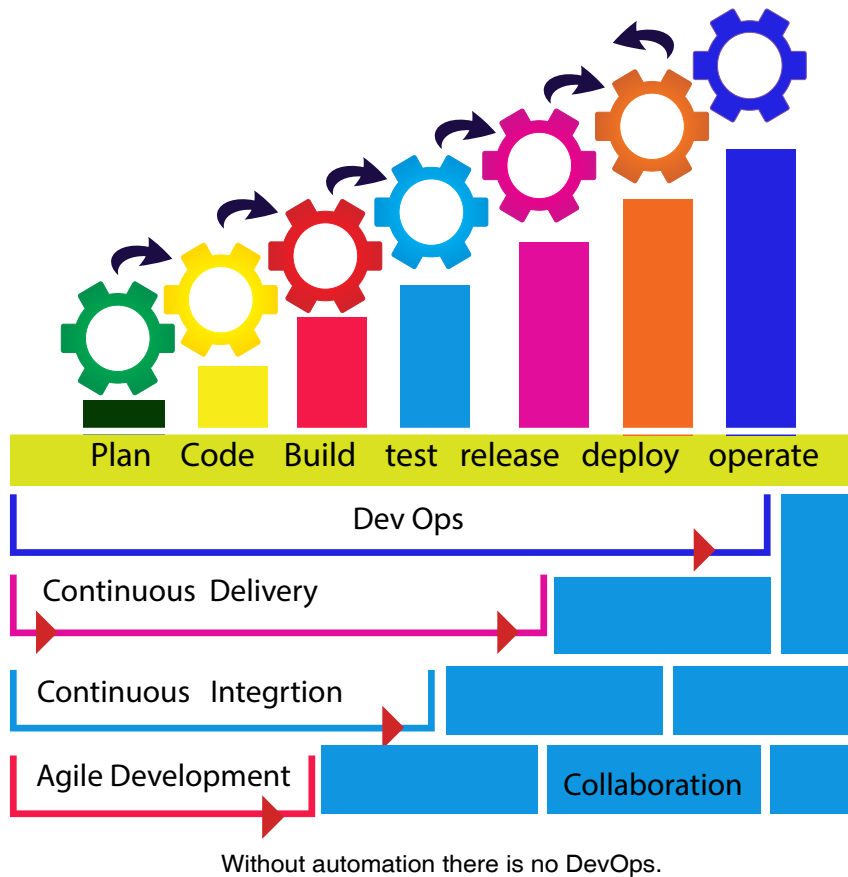 Plan Code Build test release deploy operate
Dev Ops
Continuous Delivery
Continuous Integrtion
Agile Development
Collaboration
Without automation there is no DevOps.